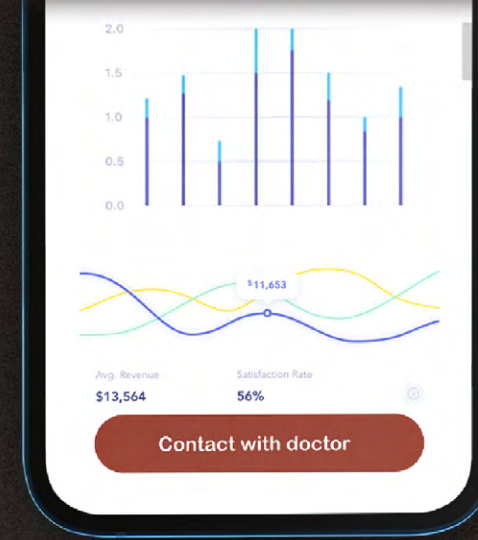 2.0
1.5
1.0
0.5
0.0
$11,653
Avg. Revenue
Satisfaction Rate
$13,564
56%
Contact with doctor